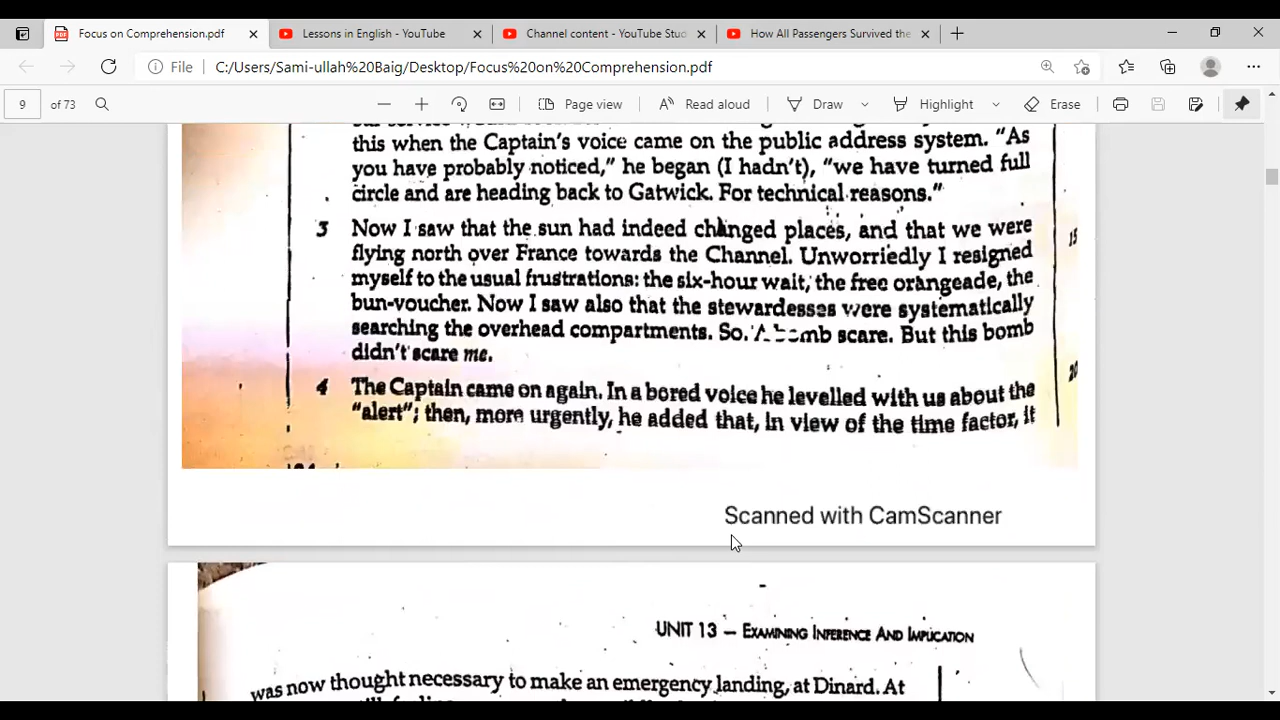 Focus on Comprehension.pdf
Lessons in English - YouTube
Channel content - YouTube Stud
How All Passengers Survived the
File
C:/Users/Sami-ullah%20Baig/Desktop/Focus%20on%20Comprehension.pdf
9 of 73
Page view
Read aloud
Draw
Highlight
Erase
this when the Captain's voice came on the public address system. "As
you have probably noticed," he began (I hadn't), "we have turned full
circle and are heading back to Gatwick. For technical reasons."
3 Now I saw that the sun had indeed changed places, and that we were
15
flying north over France towards the Channel. Unworriedly I resigned
myself to the usual frustrations: the six-hour wait, the free orangeade, the
bun-voucher. Now I saw also that the stewardesses were systematically
searching the overhead compartments. So. A bomb scare. But this bomb
didn't scare me.
20
4 The Captain came on again. In a bored voice he levelled with us about the
"alert"; then, more urgently, he added that, in view of the time factor, it
Scanned with CamScanner
UNIT 13 – EXAMINING INFERENCE AND IMPLICATION
was now thought necessary to make an emergency landing, at Dinard. At